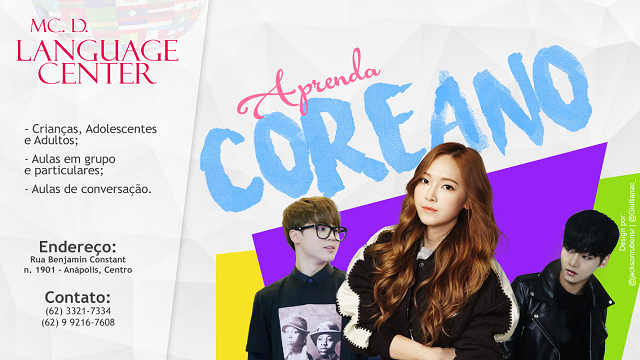 MC. D.
LANGUAGE
CENTER
Aprenda
COREANO
- Crianças, Adolescentes
e Adultos;
- Aulas em grupo
e particulares;
- Aulas de conversação.
Endereço:
Rua Benjamin Constant
n. 1901 - Anápolis, Centro
Contato:
(62) 3321-7334
(62) 9 9216-7608
Design por: